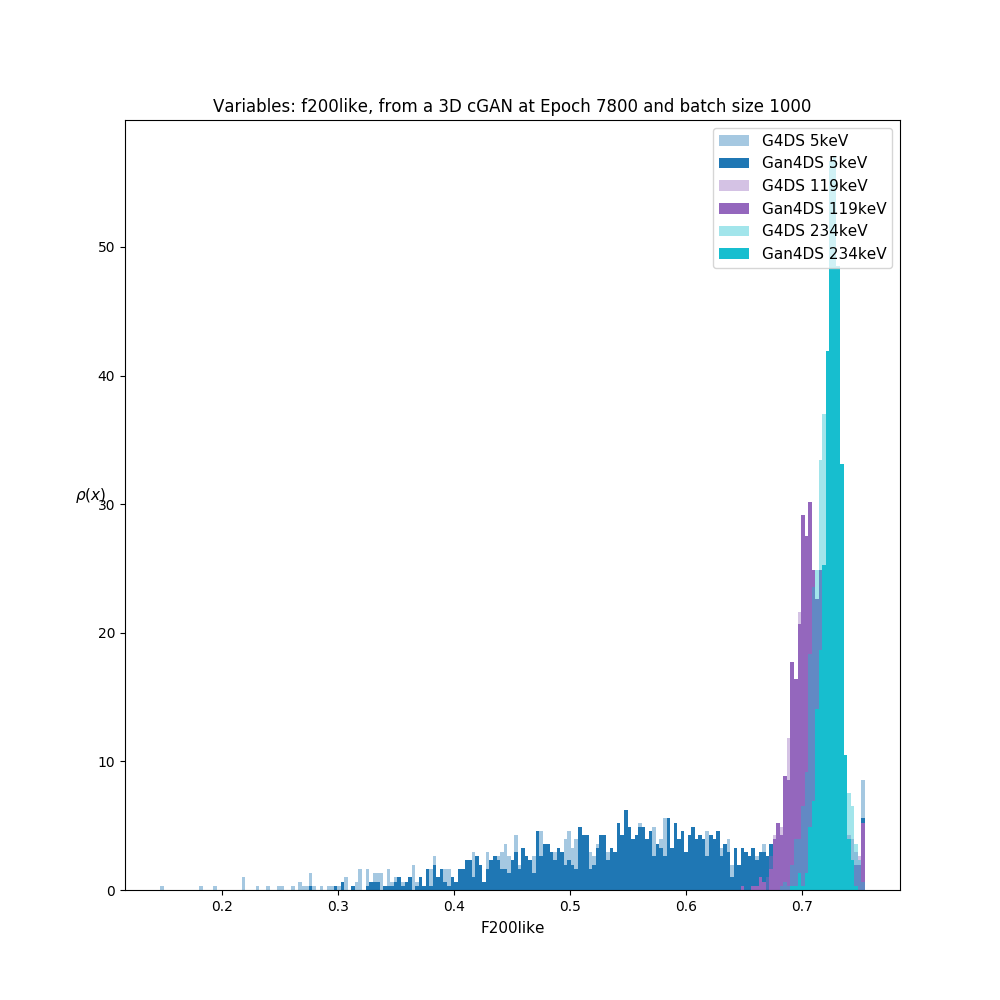 Variables: f200like, from a 3D cGAN at Epoch 7800 and batch size 1000
G4DS 5keV
Gan4DS 5keV
G4DS 119keV
Gan4DS 119keV
G4DS 234keV
Gan4DS 234keV
50
40
ρ(x)
30
20
10
0
0.2 0.3 0.4 0.5 0.6 0.7
F200like